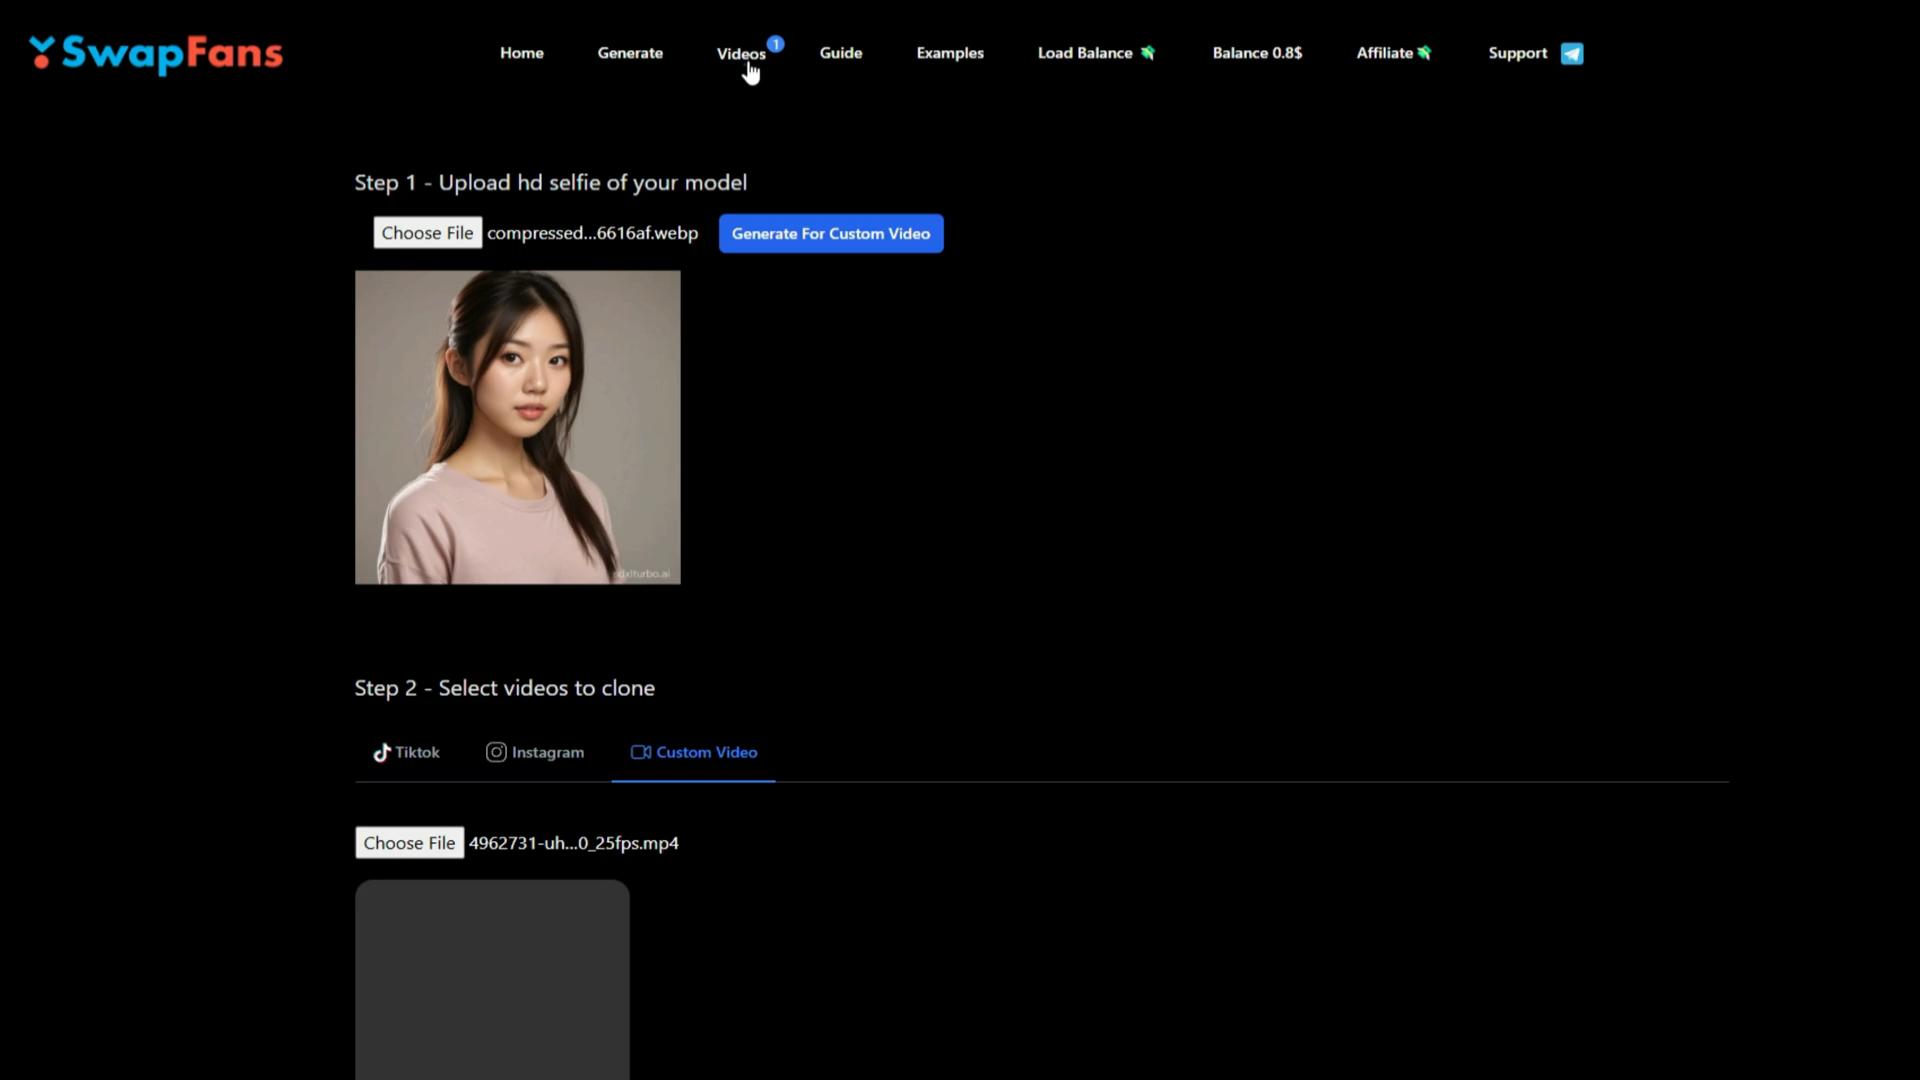 SwapFans
Home Generate Videos 1 Guide Examples Load Balance Balance 0.8$ Affiliate Support
Step 1 - Upload hd selfie of your model
Choose File compressed...6616af.webp Generate For Custom Video
sdxlturbo.ai
Step 2 - Select videos to clone
Tiktok Instagram Custom Video
Choose File 4962731-uh...0_25fps.mp4